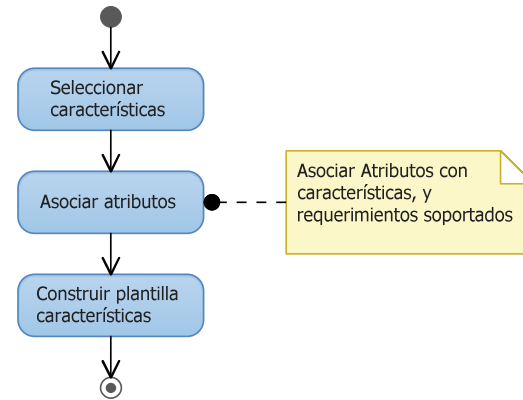 Seleccionar
características
Asociar atributos
Asociar Atributos con
características, y
requerimientos soportados
Construir plantilla
características